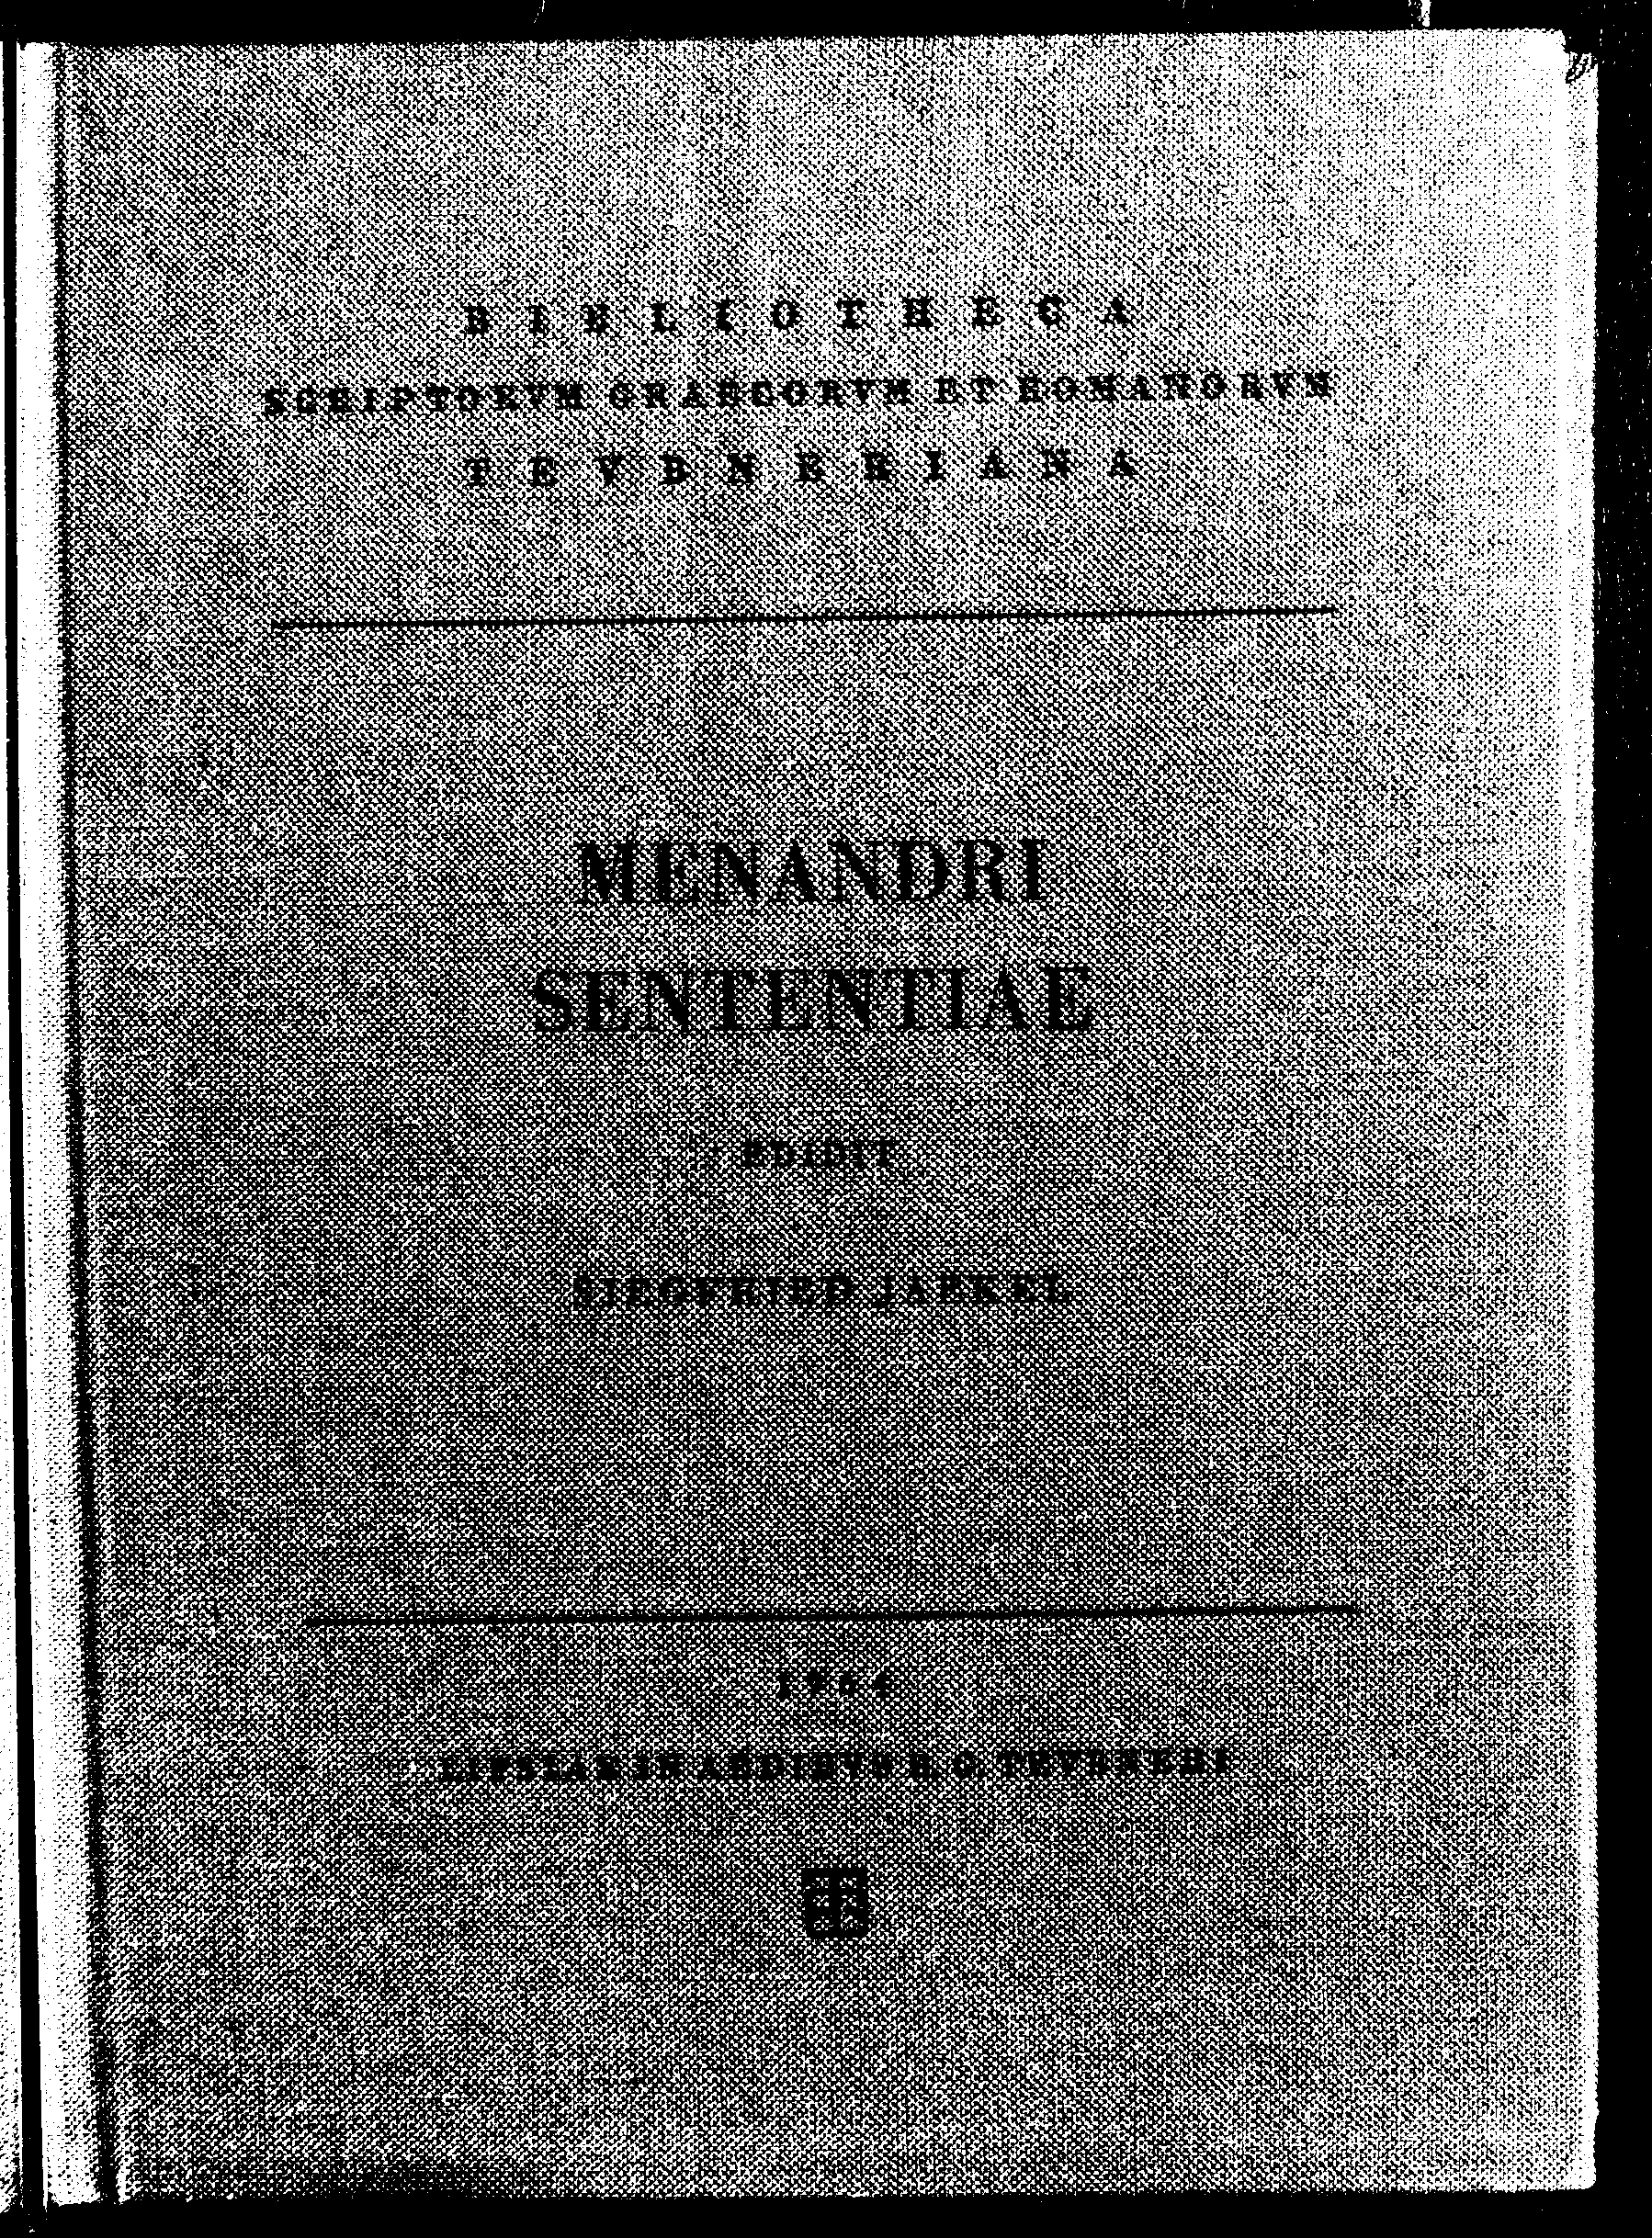 BIBLIOTHECA
SCRIPTORVM GRAECORVM ET ROMANORVM
TEVBNERIANA
MENANDRI
SENTENTIAE
EDIDIT
SIEGFRIED JAEKEL
1964
LIPSIAE IN AEDIBVS B. G. TEVBNERI